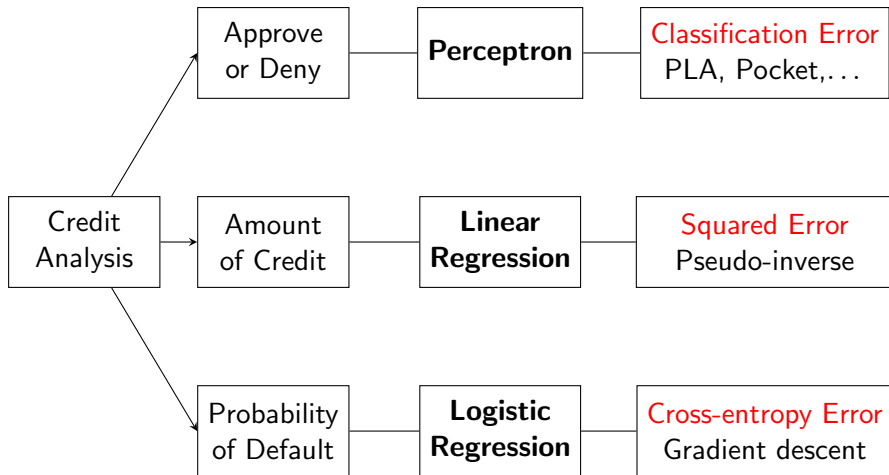 Approve
or Deny
Perceptron
Classification Error
PLA, Pocket,...
Credit
Analysis
Amount
of Credit
Linear
Regression
Squared Error
Pseudo-inverse
Probability
of Default
Logistic
Regression
Cross-entropy Error
Gradient descent